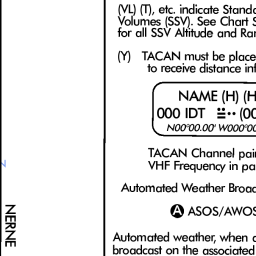 (VL) (T), etc. indicate Standa
Volumes (SSV). See Chart S
for all SSV Altitude and Ra
(Y) TACAN must be place
to receive distance inf
NAME (H) (H
000 IDT (00
N00°00.00' W000°0
TACAN Channel pai
VHF Frequency in pa
Automated Weather Broad
A ASOS/AWOS
Automated weather, when a
broadcast on the associated
NERNE